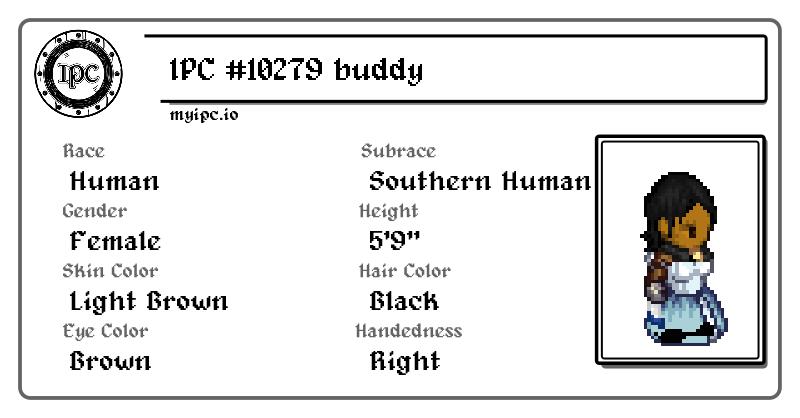 IPC
IPC #10279 buddy
myipc.io
Race
Human
Subrace
Southern Human
Gender
Female
Height
5'9"
Skin Color
Light Brown
Hair Color
Black
Eye Color
Brown
Handedness
Right